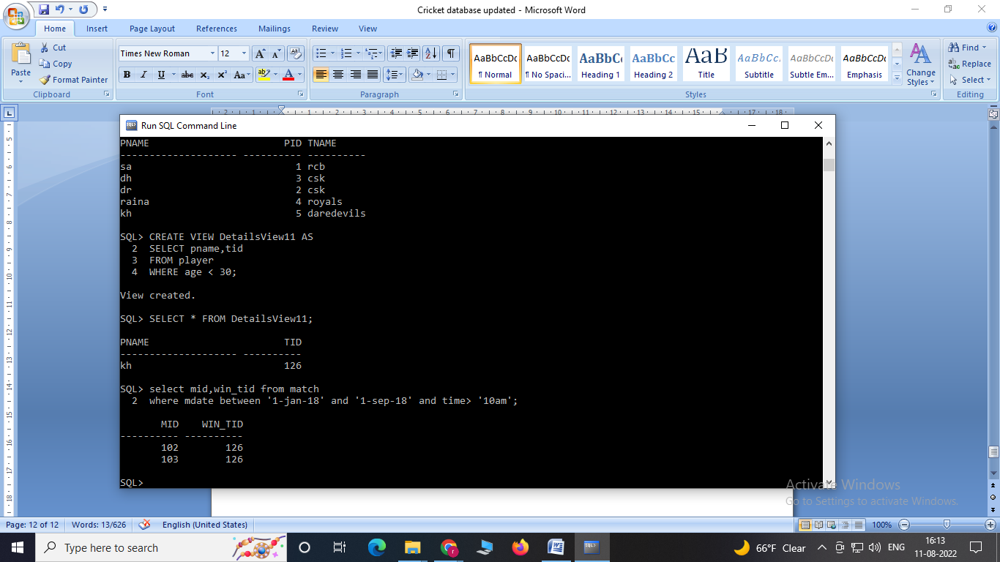 Cricket database updated - Microsoft Word
Home Insert Page Layout References Mailings Review View
Paste
Cut
Copy
Format Painter
Clipboard
Times New Roman 12
Font
Paragraph
AaBbCcDc AaBbCcDc AaBbC AaBbCc AaB AaBbCc. AaBbCcDc AaBbCcDc
¶ Normal ¶ No Spaci... Heading 1 Heading 2 Title Subtitle Subtle Em... Emphasis
Change Styles
Styles
Find
Replace
Select
Editing
Run SQL Command Line
PNAME PID TNAME
-------------------- ---------- ----------
sa 1 rcb
dh 3 csk
dr 2 csk
raina 4 royals
kh 5 daredevils
SQL> CREATE VIEW DetailsView11 AS
2 SELECT pname,tid
3 FROM player
4 WHERE age < 30;
View created.
SQL> SELECT * FROM DetailsView11;
PNAME TID
-------------------- ----------
kh 126
SQL> select mid,win_tid from match
2 where mdate between '1-jan-18' and '1-sep-18' and time> '10am';
MID WIN_TID
---------- ----------
102 126
103 126
SQL>
Activate Windows
Go to Settings to activate Windows.
Page: 12 of 12 Words: 13/626 English (United States) 100%
Type here to search
66°F Clear ENG
16:13
11-08-2022